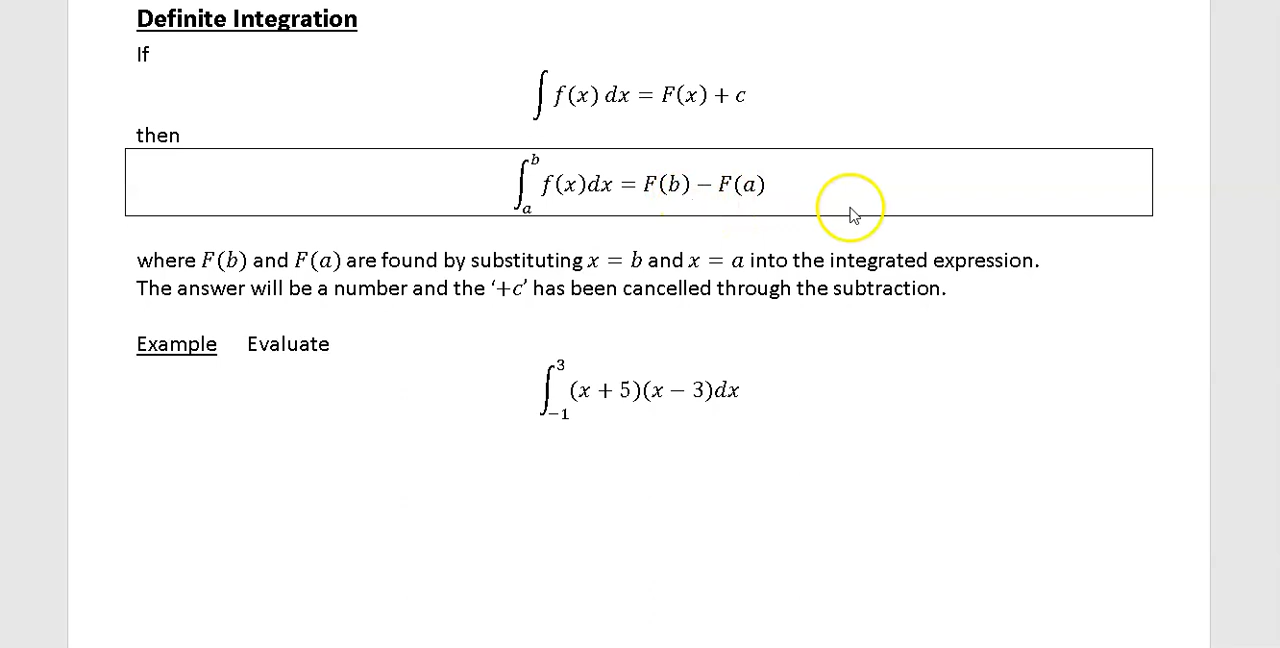 Definite Integration
If
∫ f(x) dx = F(x) + c
then
∫_a^b f(x)dx = F(b) − F(a)
where F(b) and F(a) are found by substituting x = b and x = a into the integrated expression.
The answer will be a number and the ‘+c’ has been cancelled through the subtraction.
Example Evaluate
∫_{−1}^3 (x + 5)(x − 3)dx